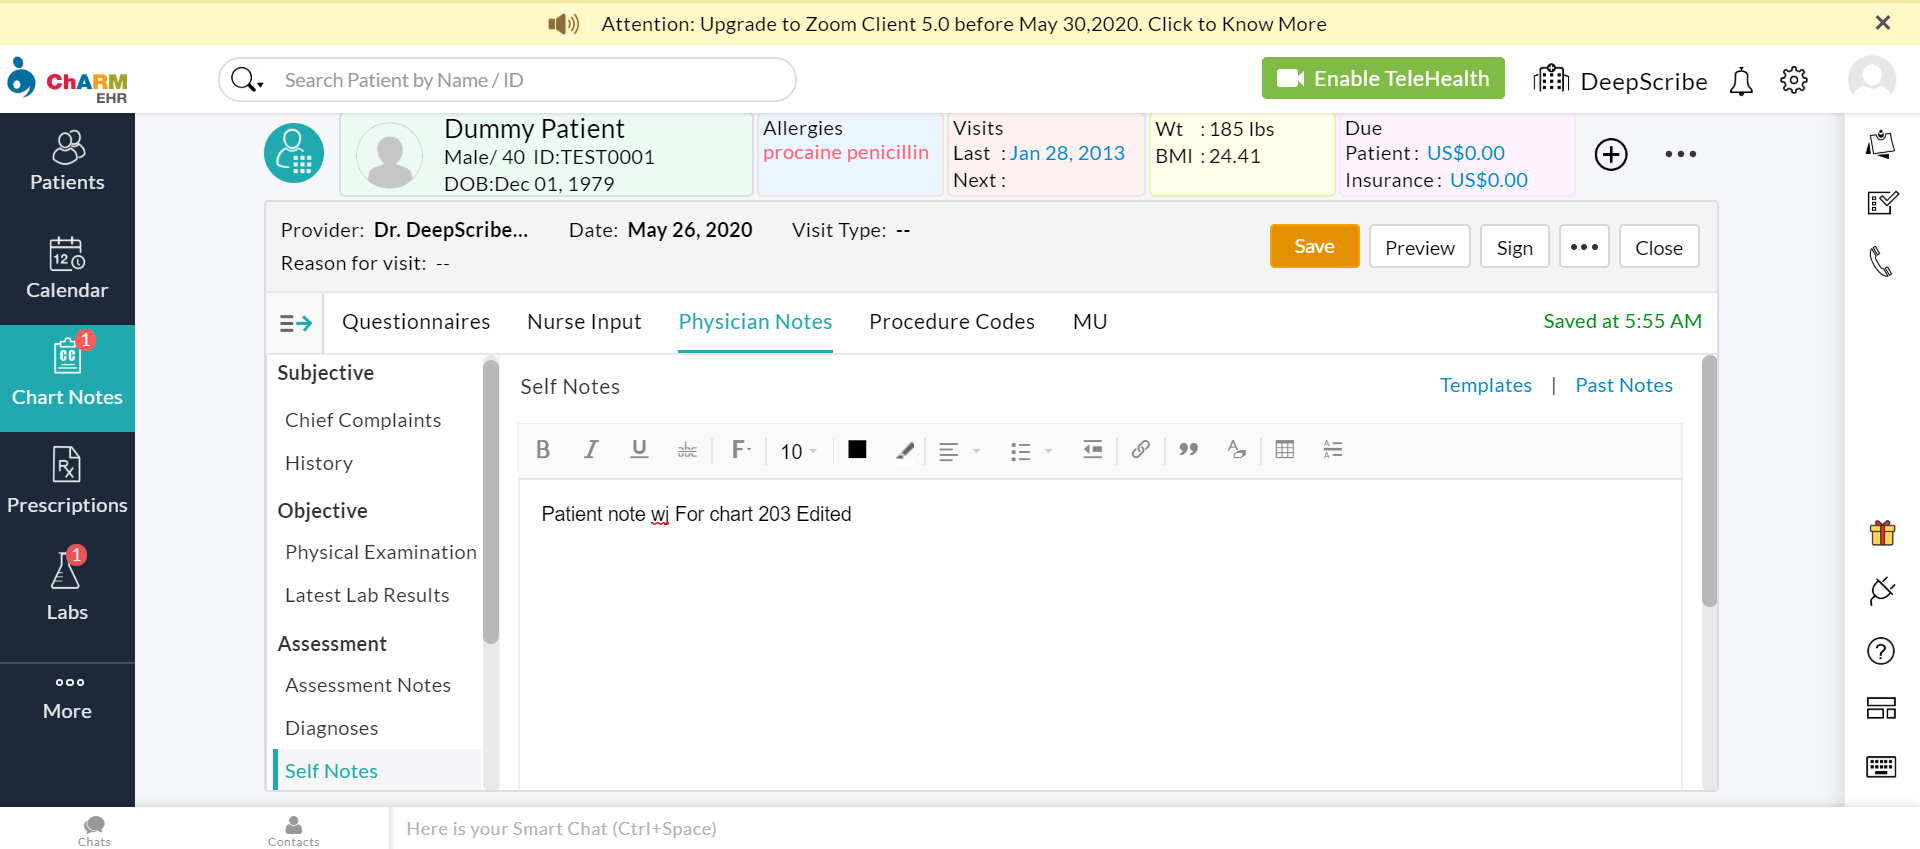 Attention: Upgrade to Zoom Client 5.0 before May 30,2020. Click to Know More
ChARM
EHR
Search Patient by Name / ID
Enable TeleHealth
DeepScribe
Patients
12
Calendar
CC
1
Chart Notes
Rx
Prescriptions
1
Labs
More
Dummy Patient
Male/ 40 ID:TEST0001
DOB:Dec 01, 1979
Allergies
procaine penicillin
Visits
Last : Jan 28, 2013
Next :
Wt : 185 lbs
BMI : 24.41
Due
Patient : US$0.00
Insurance : US$0.00
Provider: Dr. DeepScribe... Date: May 26, 2020 Visit Type: --
Reason for visit: --
Save
Preview
Sign
Close
Questionnaires
Nurse Input
Physician Notes
Procedure Codes
MU
Saved at 5:55 AM
Subjective
Chief Complaints
History
Objective
Physical Examination
Latest Lab Results
Assessment
Assessment Notes
Diagnoses
Self Notes
Self Notes
Templates | Past Notes
B I U abc F 10
Patient note wj For chart 203 Edited
Chats
Contacts
Here is your Smart Chat (Ctrl+Space)